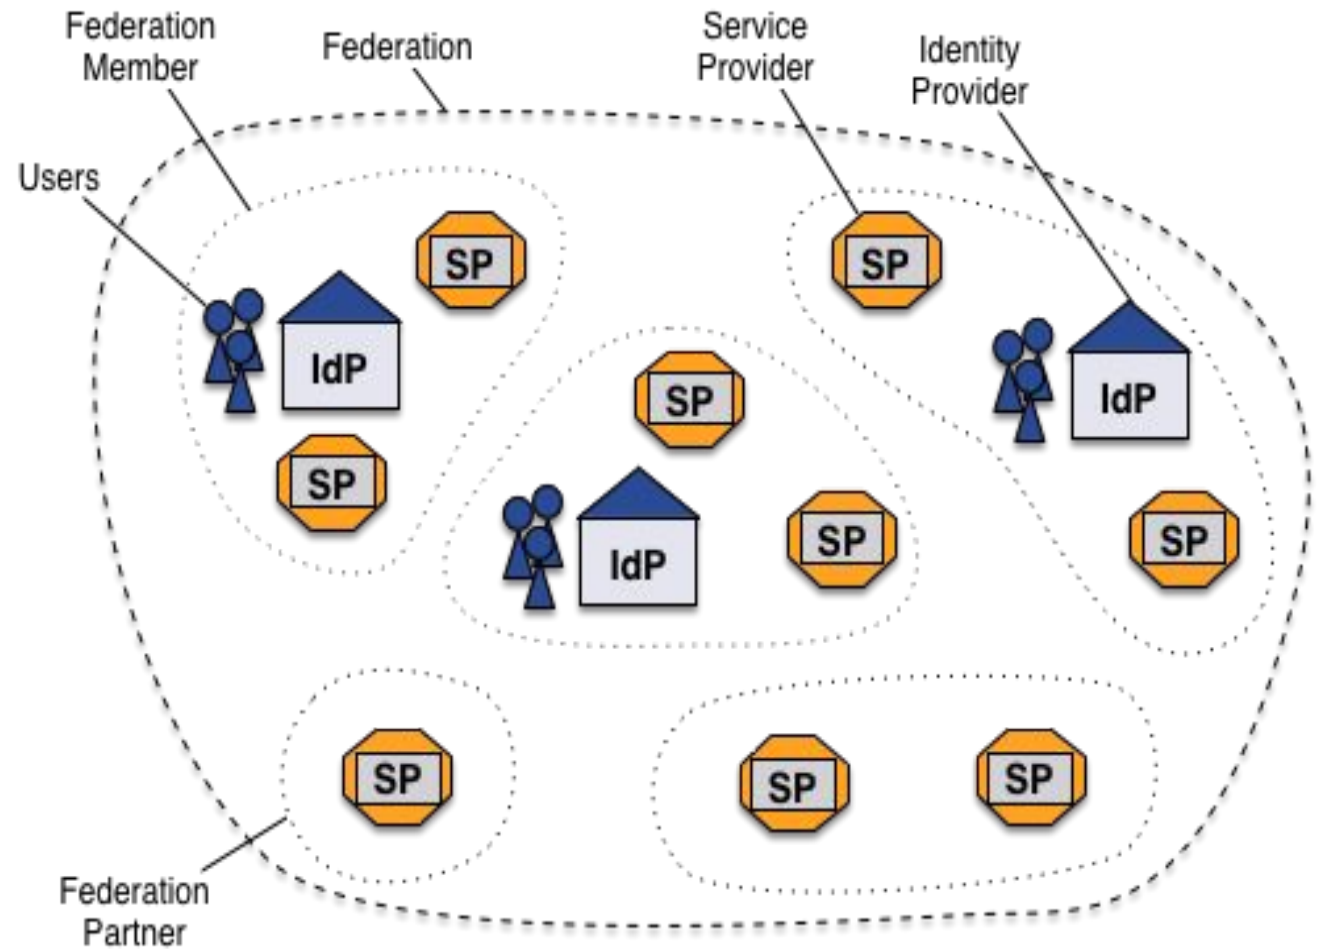 Federation
Member
Federation
Service
Provider
Identity
Provider
Users
SP
SP
IdP
SP
IdP
SP
IdP
SP
SP
SP
SP
SP
SP
Federation
Partner